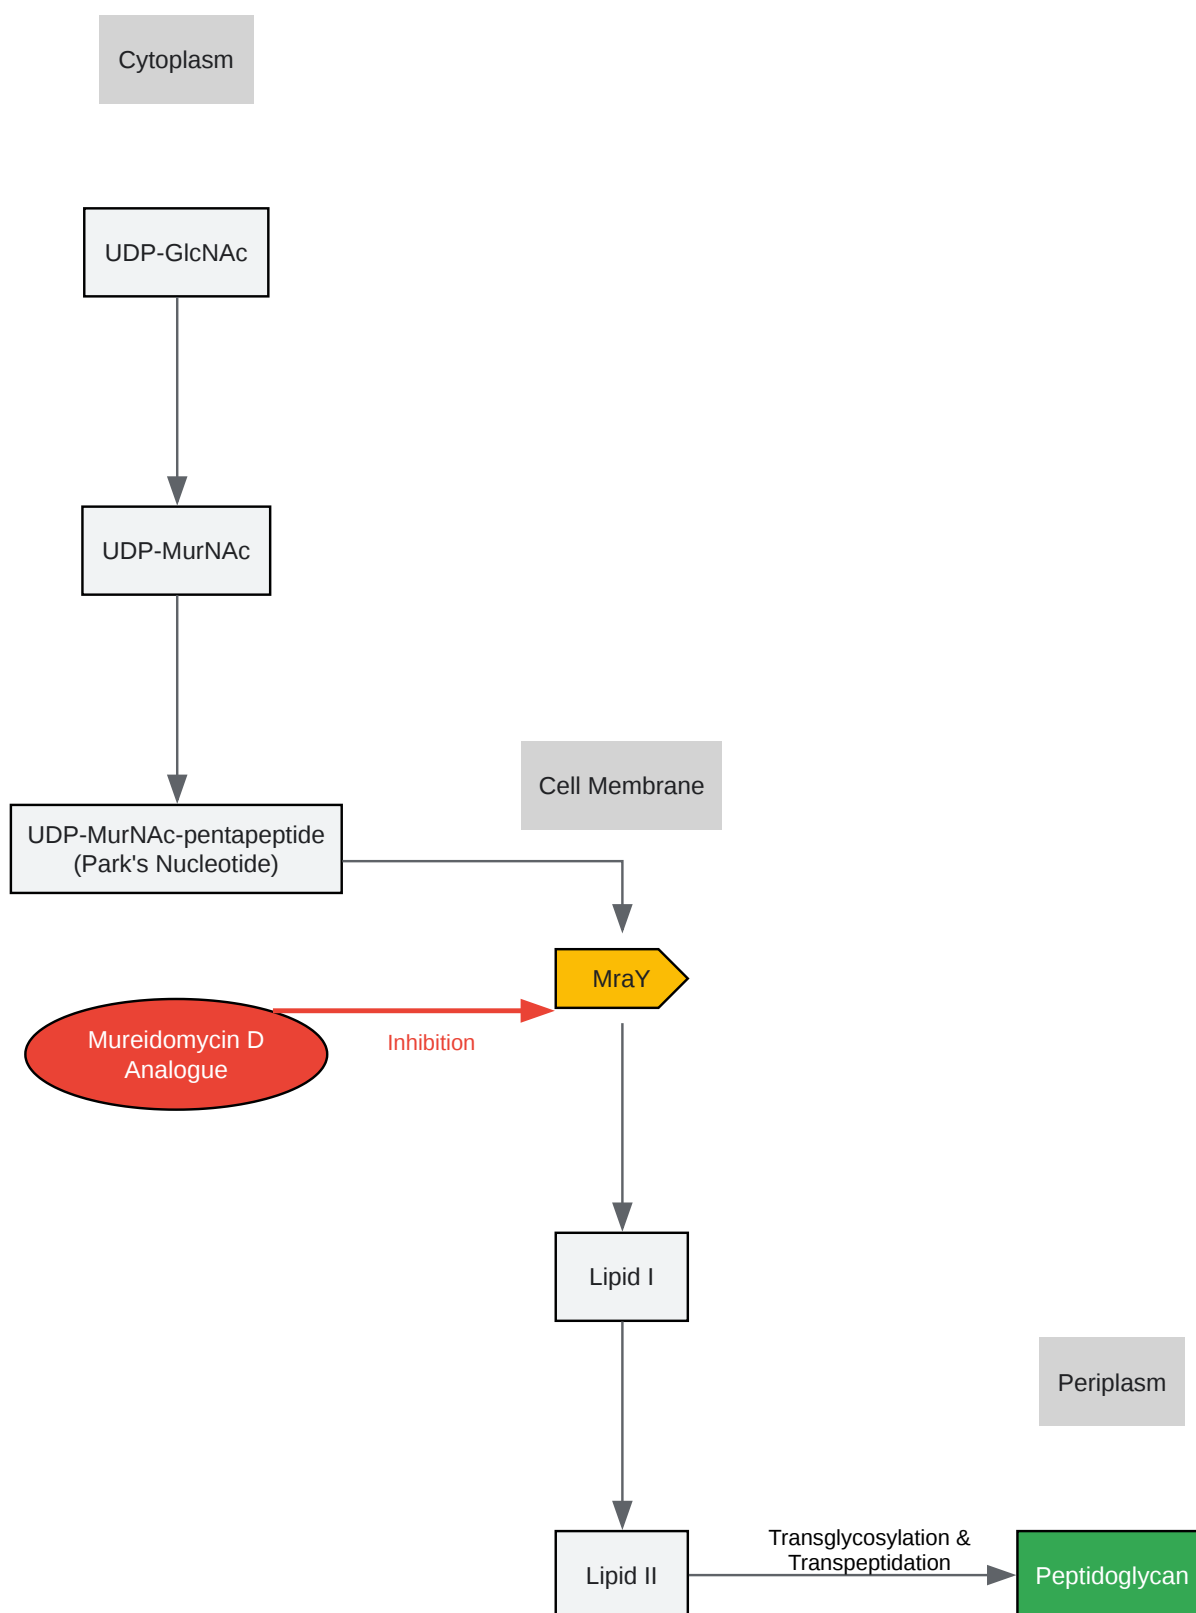 Cytoplasm
UDP-GlcNAc
UDP-MurNAc
UDP-MurNAc-pentapeptide
(Park's Nucleotide)
Cell Membrane
MraY
Mureidomycin D
Analogue
Inhibition
Lipid I
Periplasm
Lipid II
Transglycosylation &
Transpeptidation
Peptidoglycan